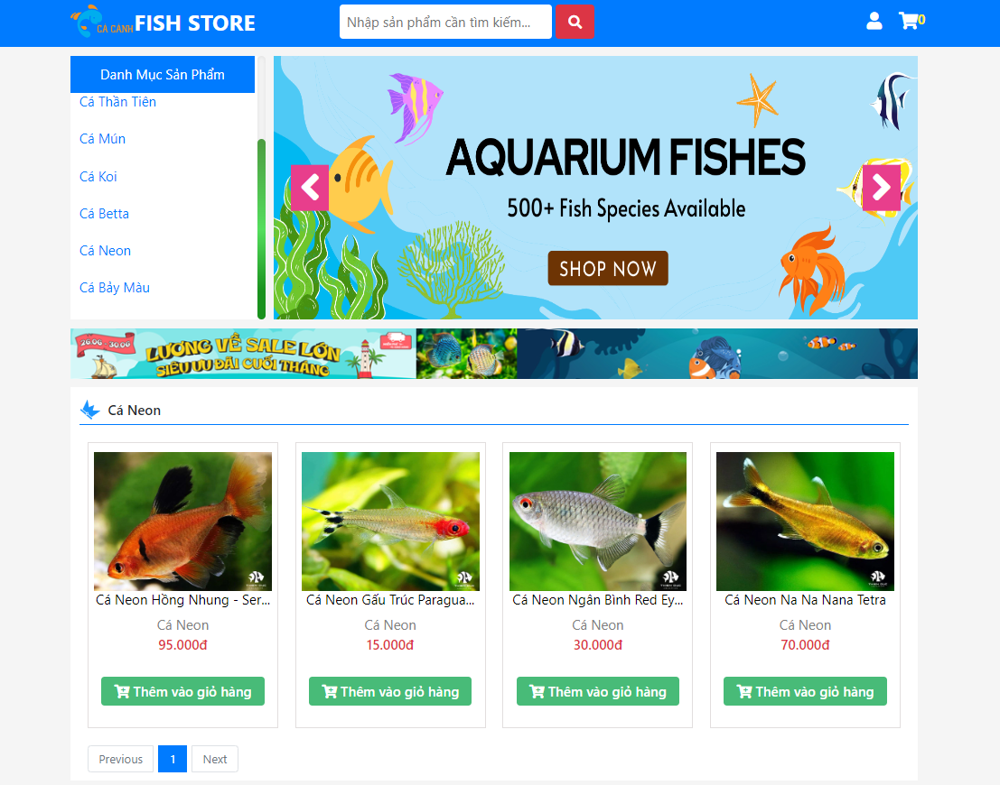 CÁ CẢNH FISH STORE
Nhập sản phẩm cần tìm kiếm...
0
Danh Mục Sản Phẩm
Cá Thần Tiên
Cá Mún
Cá Koi
Cá Betta
Cá Neon
Cá Bảy Màu
AQUARIUM FISHES
500+ Fish Species Available
SHOP NOW
26.06 - 30.06
LƯƠNG VỀ SALE LỚN
SIÊU ƯU ĐÃI CUỐI THÁNG
Cá Neon
Cá Neon Hồng Nhung - Ser...
Cá Neon
95.000đ
Thêm vào giỏ hàng
Cá Neon Gấu Trúc Paragua...
Cá Neon
15.000đ
Thêm vào giỏ hàng
Cá Neon Ngân Bình Red Ey...
Cá Neon
30.000đ
Thêm vào giỏ hàng
Cá Neon Na Na Nana Tetra
Cá Neon
70.000đ
Thêm vào giỏ hàng
Previous 1 Next